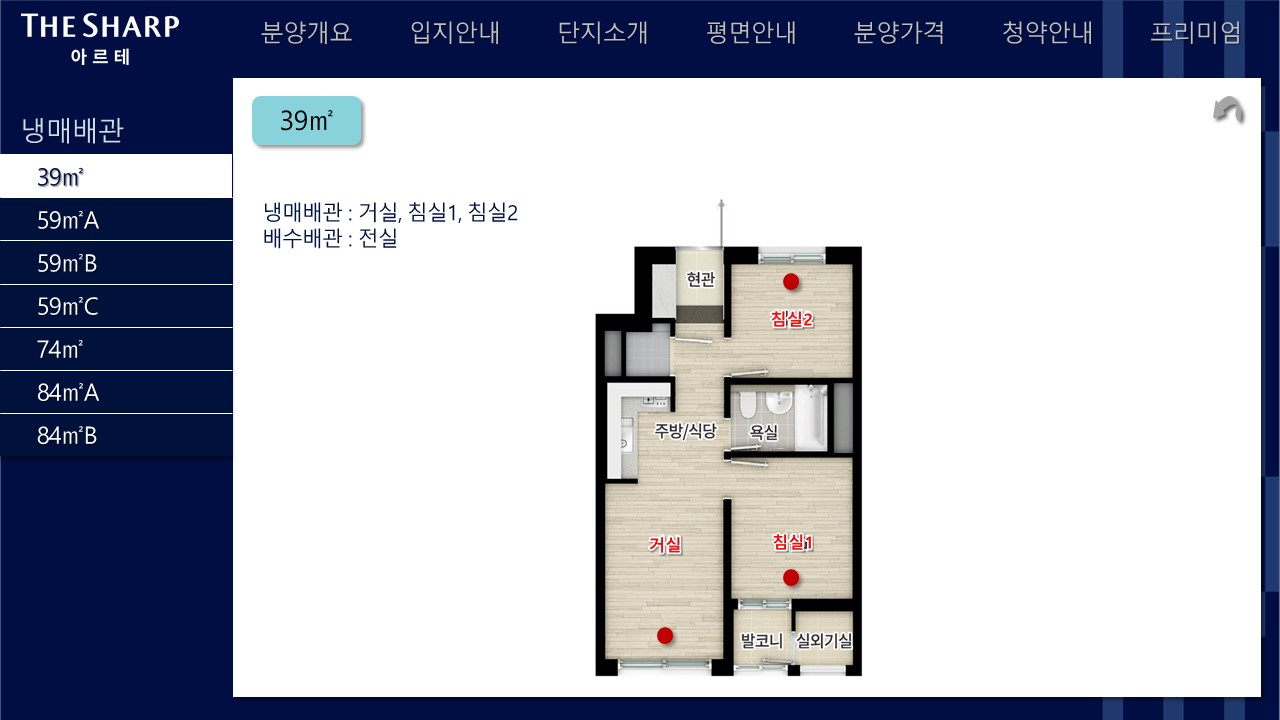 THE SHARP
아르테
분양개요 입지안내 단지소개 평면안내 분양가격 청약안내 프리미엄
냉매배관
39㎡
59㎡A
59㎡B
59㎡C
74㎡
84㎡A
84㎡B
39㎡
냉매배관 : 거실, 침실1, 침실2
배수배관 : 전실
현관
침실2
주방/식당
욕실
거실
침실1
발코니
실외기실